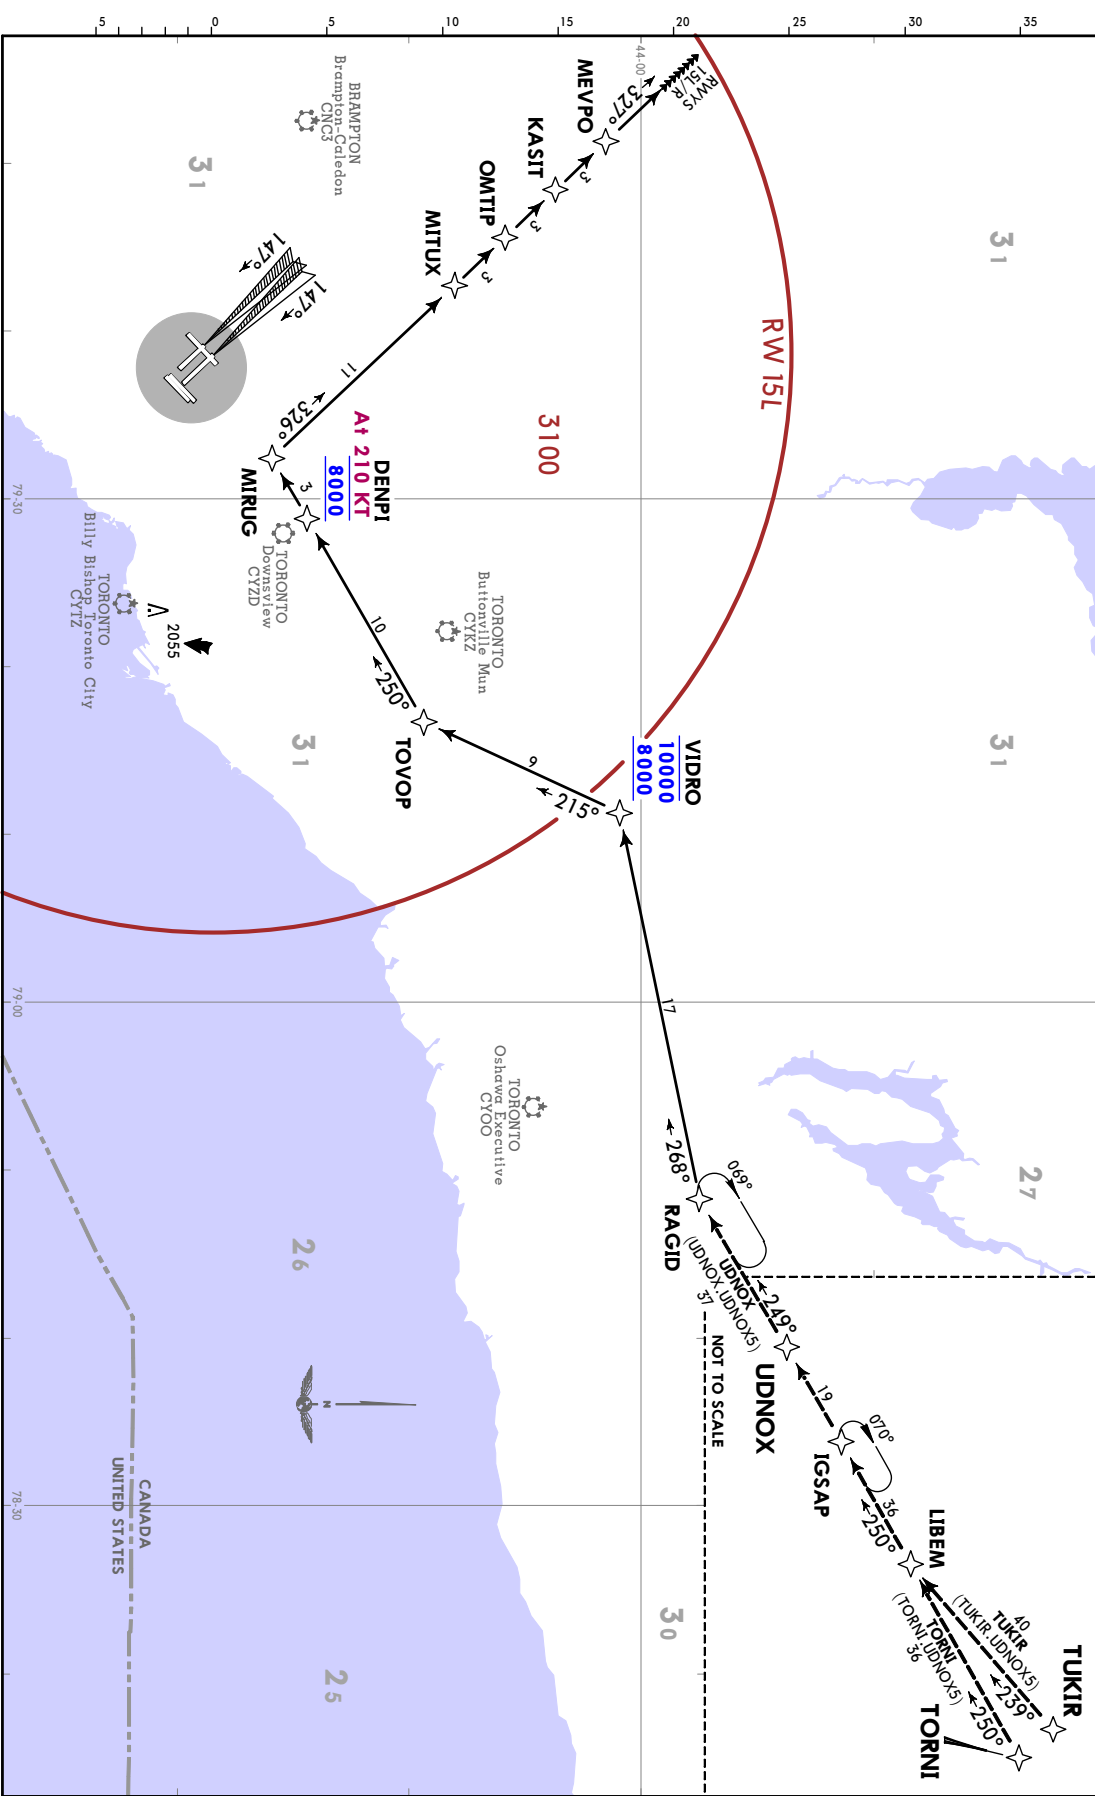 5
0
5
10
15
20
25
30
35
44-00
RWYS
15L/R
327°
MEVPO
3
KASIT
3
OMTIP
3
MITUX
BRAMPTON
Brampton-Caledon
CNC3
31
31
147°
147°
RW 15L
3100
11
326°
MIRUG
3
DENPI
At 210 KT
8000
79-30
TORONTO
Downsview
CYZD
TORONTO
Buttonville Mun
CYKZ
TORONTO
Billy Bishop Toronto City
CYTZ
2055
10
250°
TOVOP
31
31
VIDRO
10000
8000
9
215°
17
79-00
TORONTO
Oshawa Executive
CYOO
268°
RAGID
069°
27
26
UDNOX
(UDNOX.UDNOX5)
37
249°
UDNOX
NOT TO SCALE
N
19
070°
IGSAP
36
250°
LIBEM
78-30
CANADA
UNITED STATES
30
25
40
TUKIR
(TUKIR.UDNOX5)
239°
TUKIR
TORNI
(TORNI.UDNOX5)
36
250°
TORNI